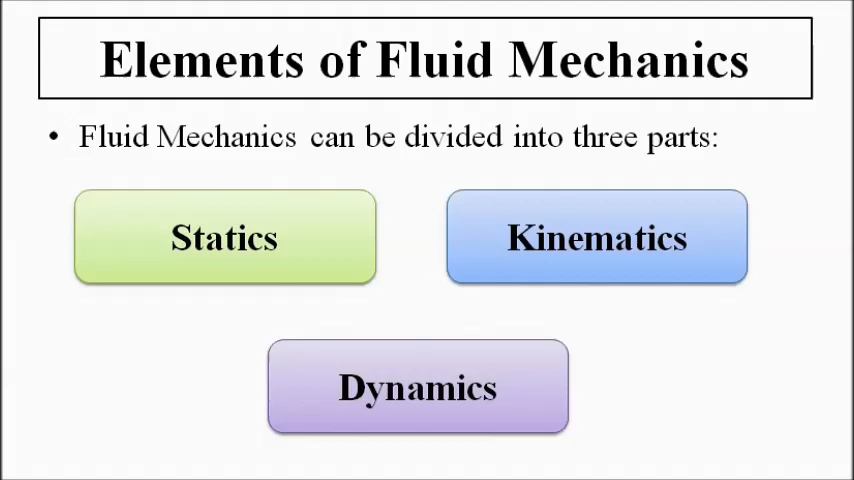 Elements of Fluid Mechanics
• Fluid Mechanics can be divided into three parts:
Statics
Kinematics
Dynamics